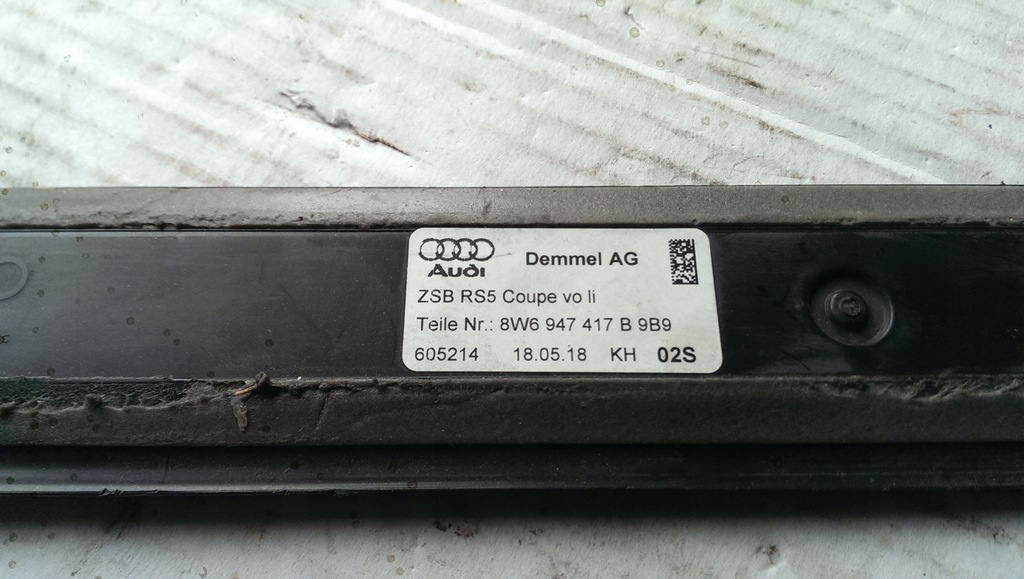 Audi
Demmel AG
ZSB RS5 Coupe vo li
Teile Nr.: 8W6 947 417 B 9B9
605214 18.05.18 KH 02S